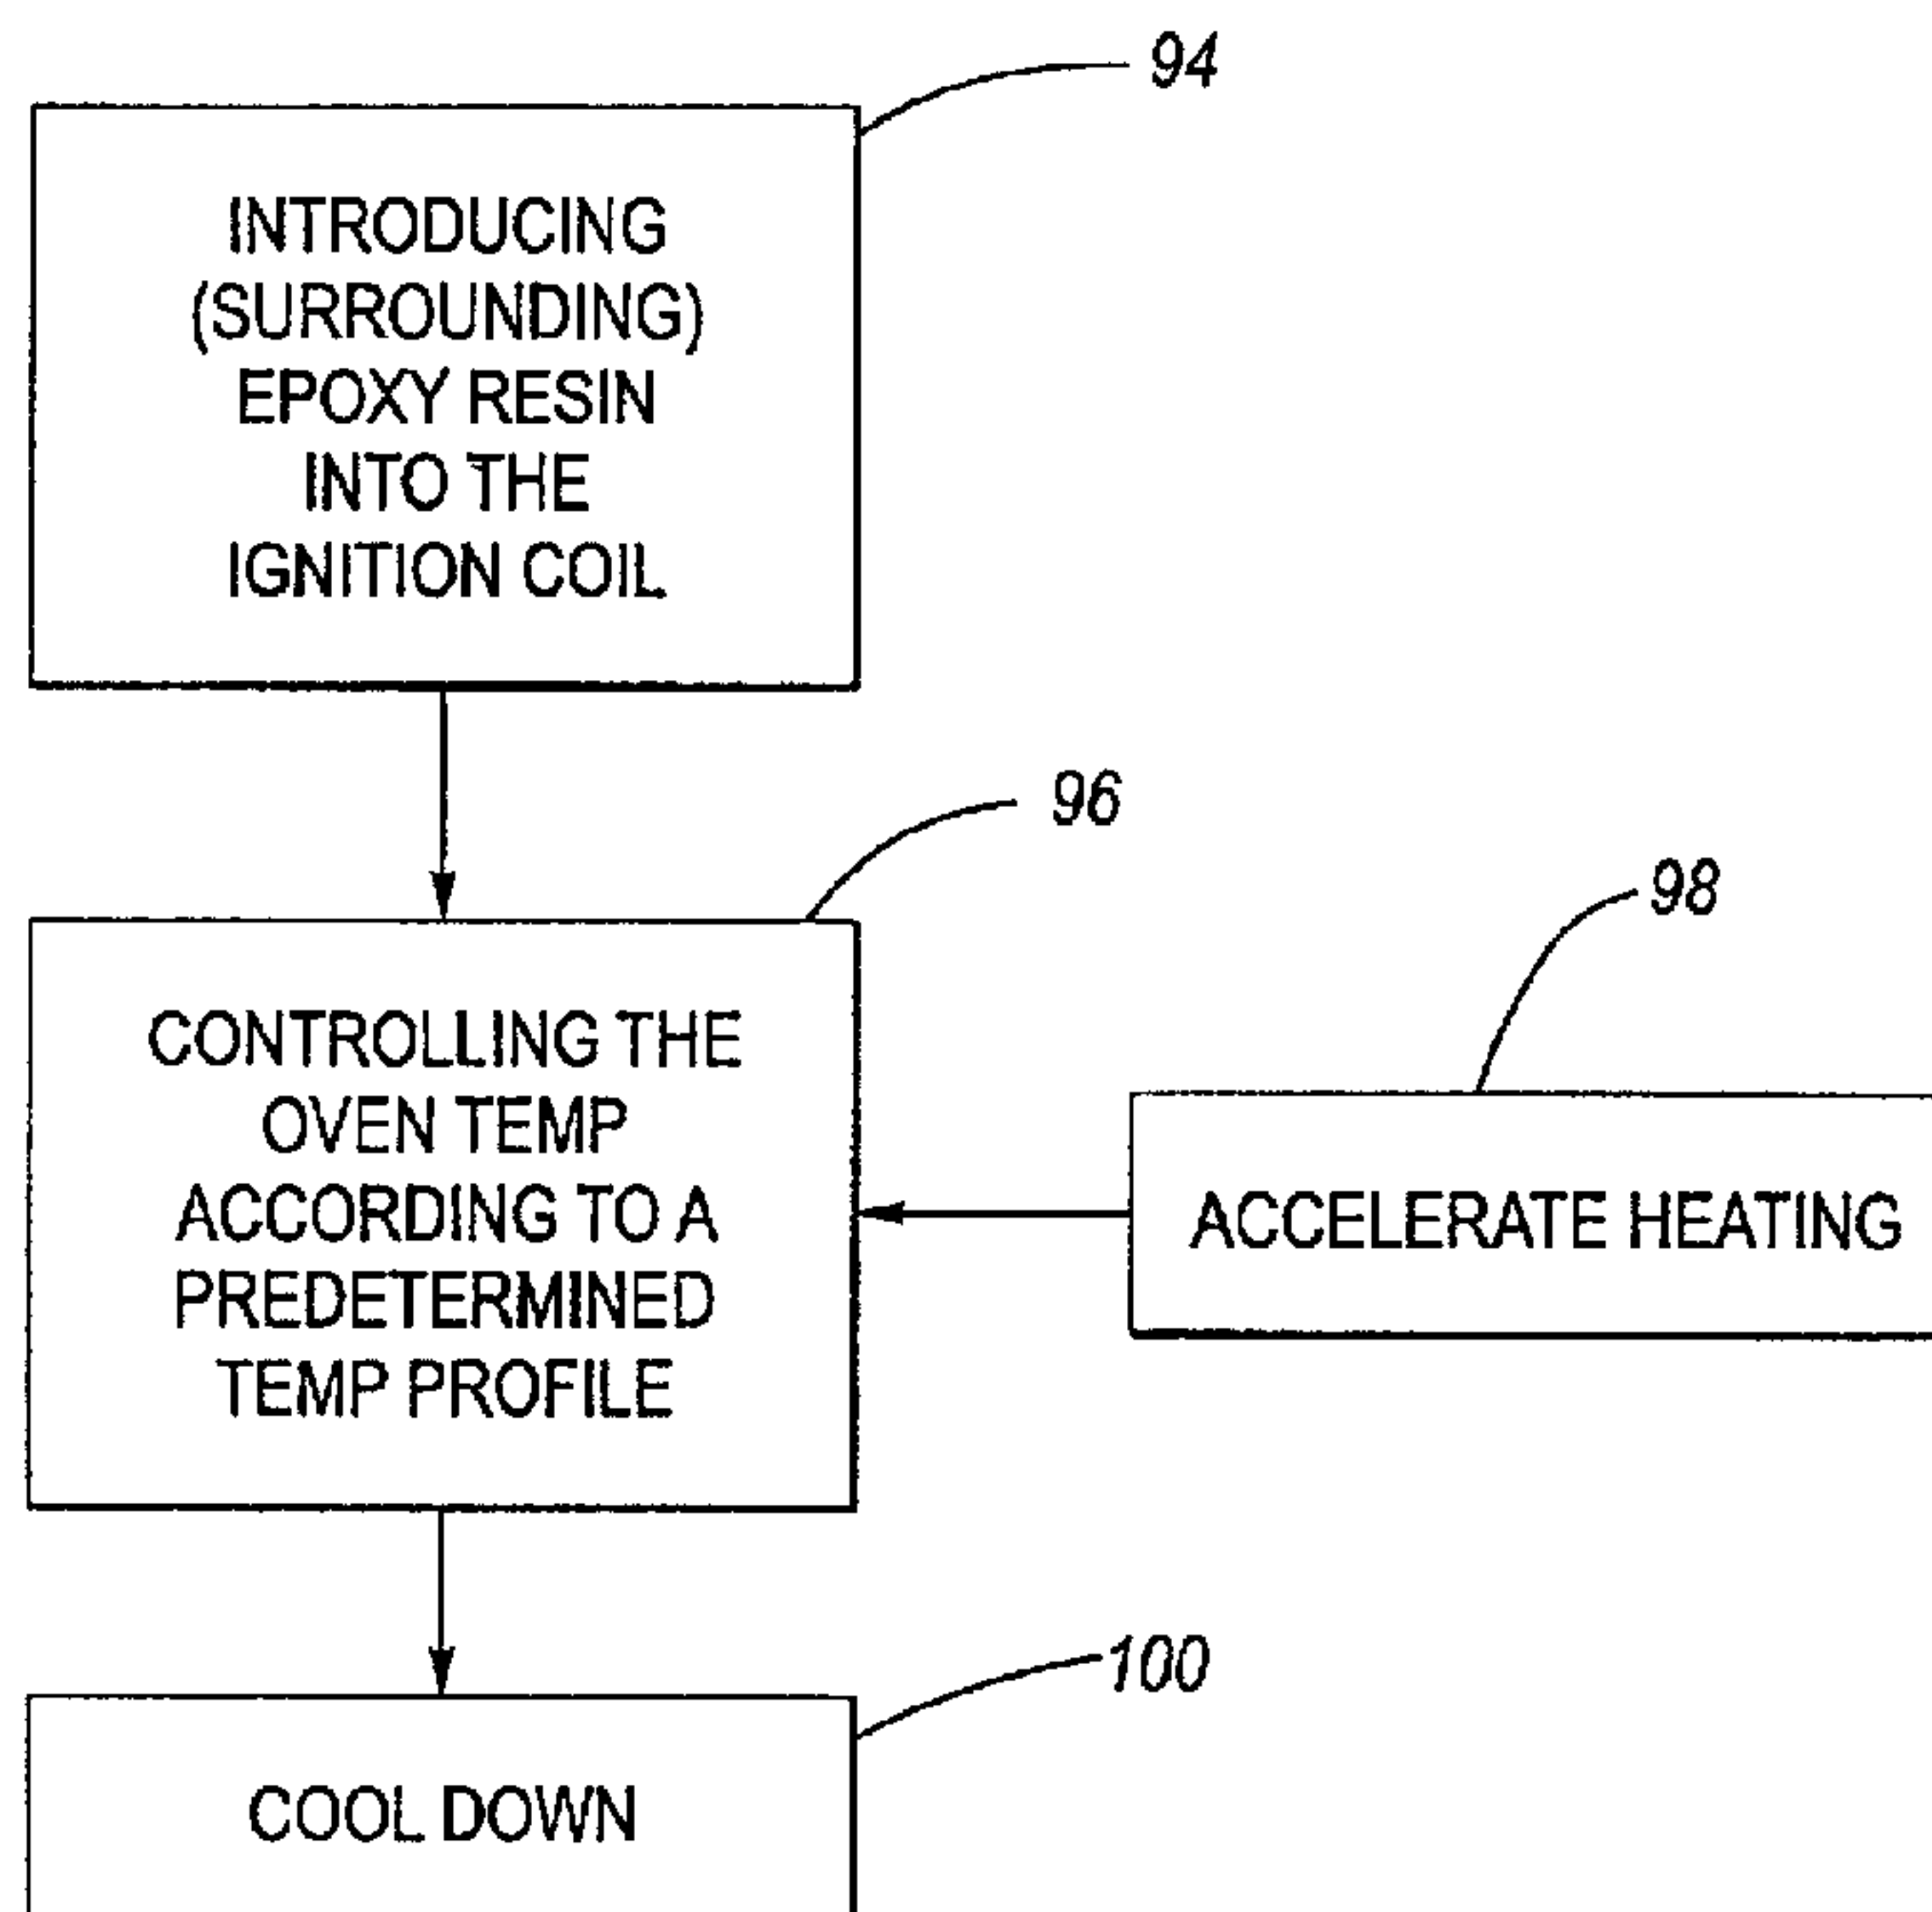 94
INTRODUCING
(SURROUNDING)
EPOXY RESIN
INTO THE
IGNITION COIL
96
98
CONTROLLING THE
OVEN TEMP
ACCORDING TO A
PREDETERMINED
TEMP PROFILE
ACCELERATE HEATING
100
COOL DOWN